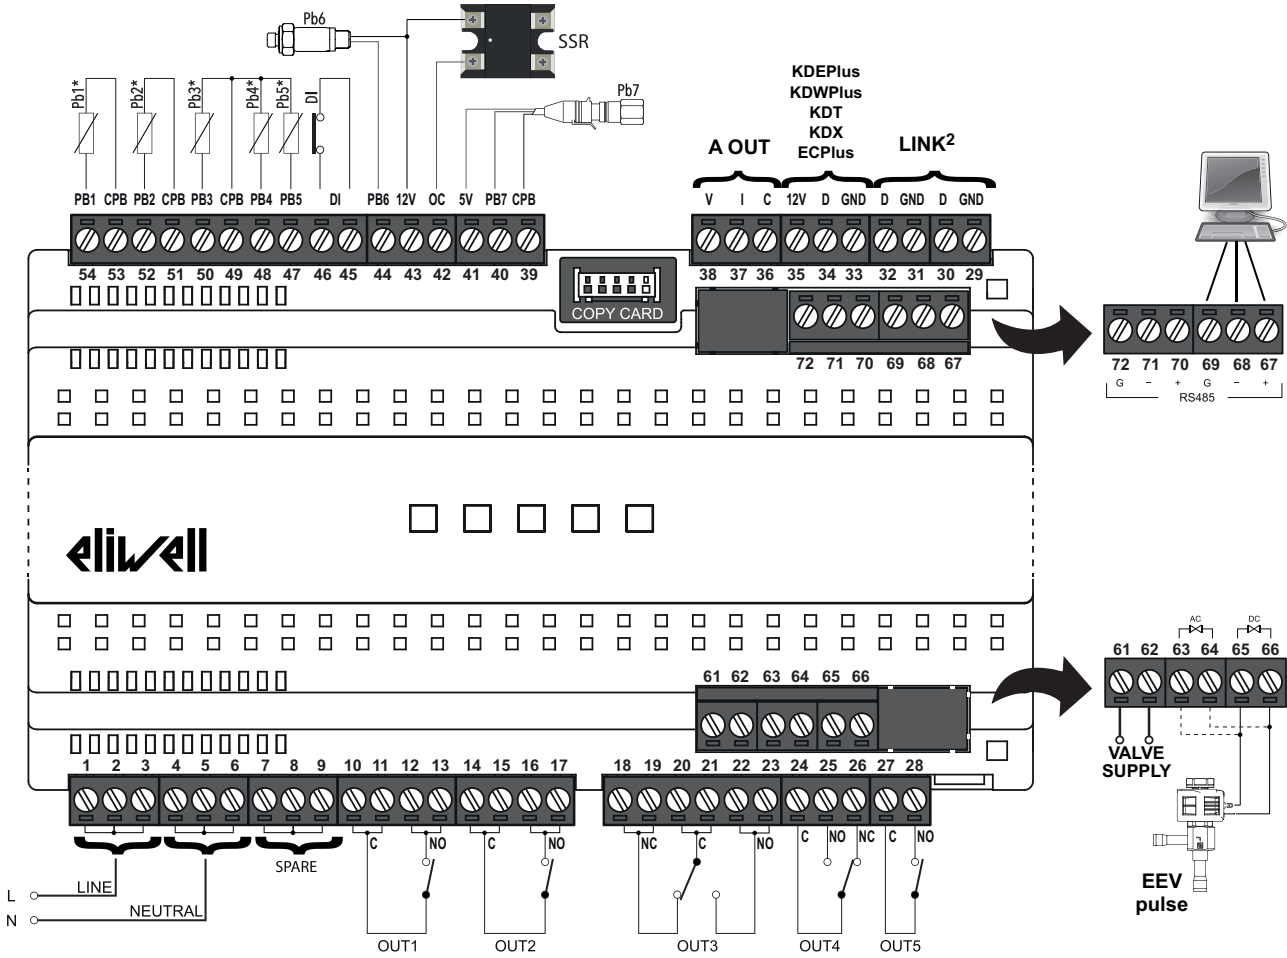 Pb6
SSR
Pb7
Pb1*
Pb2*
Pb3*
Pb4*
Pb5*
DI
KDEPlus
KDWPlus
KDT
KDX
ECPlus
A OUT
LINK²
PB1 CPB PB2 CPB PB3 CPB PB4 PB5 DI PB6 12V OC 5V PB7 CPB
V I C 12V D GND D GND D GND
54 53 52 51 50 49 48 47 46 45 44 43 42 41 40 39
38 37 36 35 34 33 32 31 30 29
COPY CARD
72 71 70 69 68 67
72 71 70 69 68 67
G – + G – +
RS485
eliwell
AC
DC
61 62 63 64 65 66
61 62 63 64 65 66
VALVE
SUPPLY
EEV
pulse
1 2 3 4 5 6 7 8 9 10 11 12 13 14 15 16 17
18 19 20 21 22 23 24 25 26 27 28
C NO C NO NC C NO C NO NC C NO
SPARE
L
LINE
N
NEUTRAL
OUT1
OUT2
OUT3
OUT4
OUT5